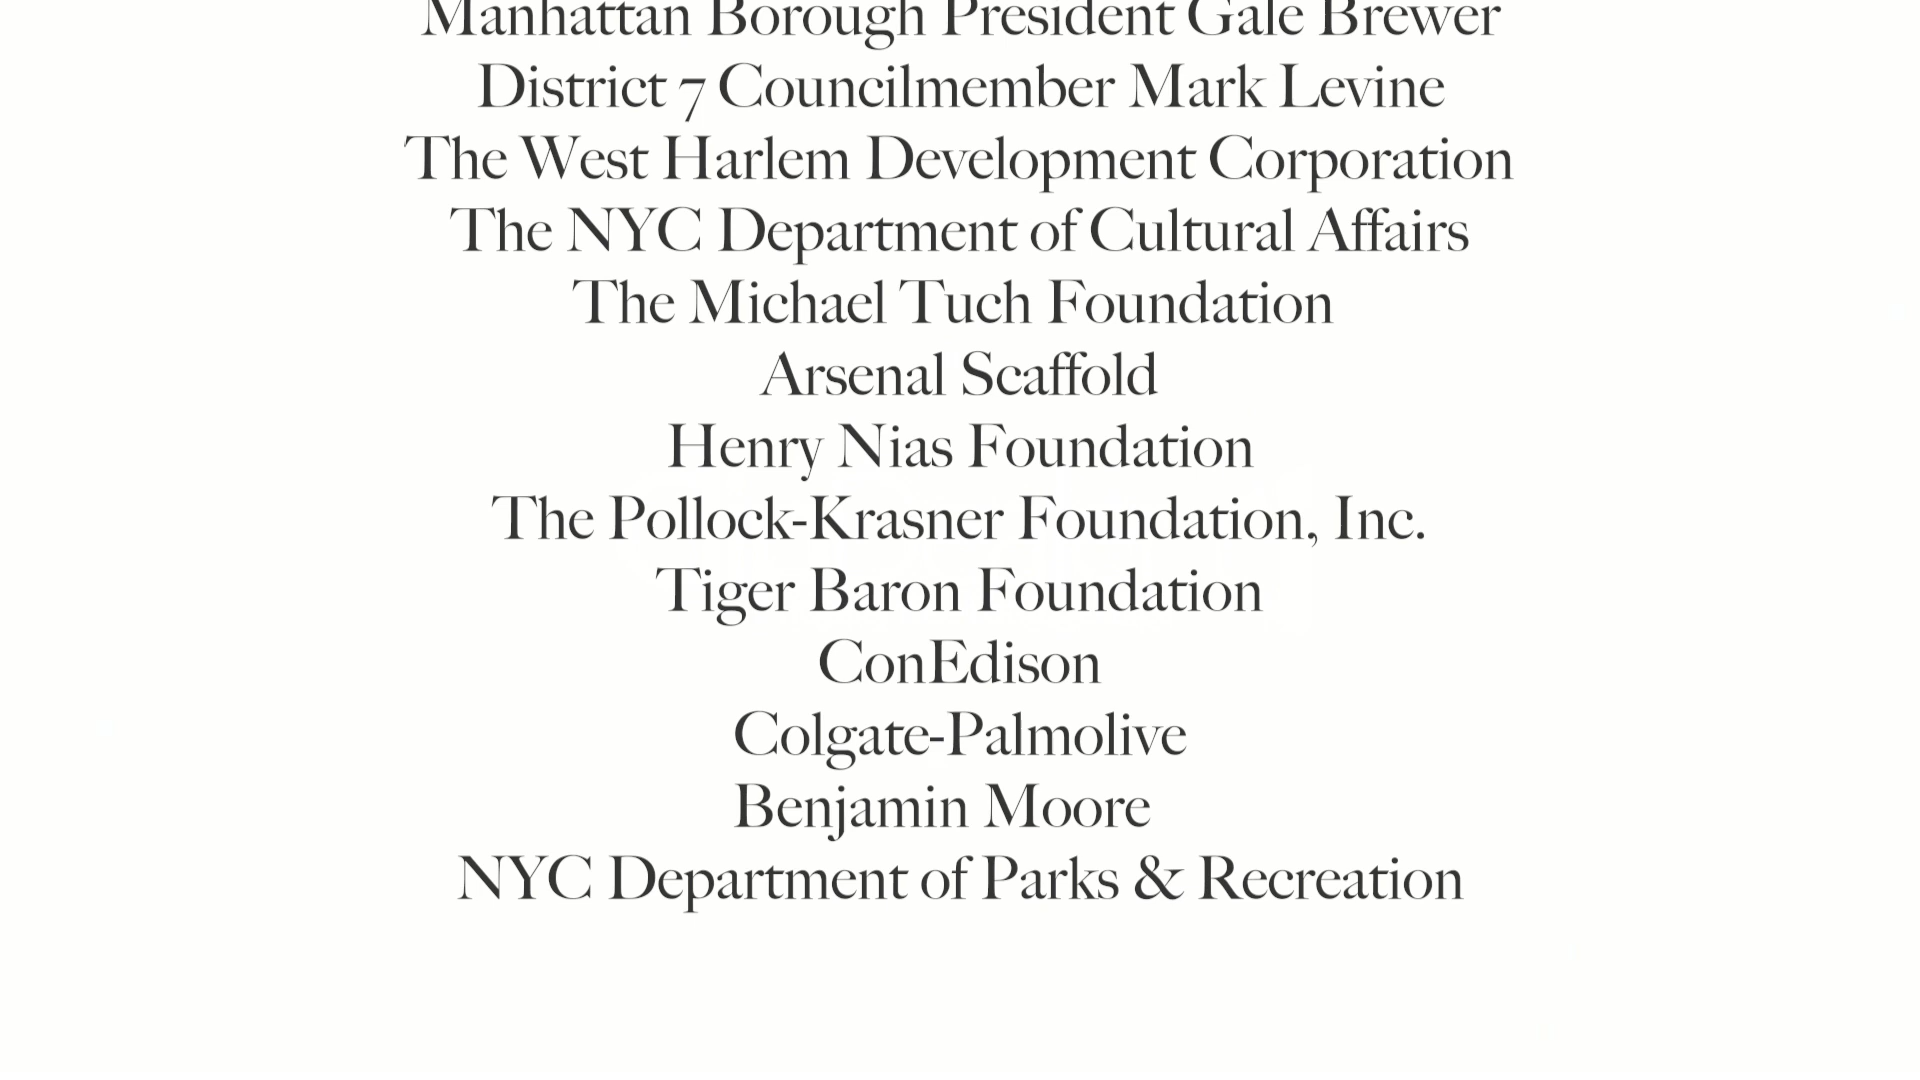 Manhattan Borough President Gale Brewer
District 7 Councilmember Mark Levine
The West Harlem Development Corporation
The NYC Department of Cultural Affairs
The Michael Tuch Foundation
Arsenal Scaffold
Henry Nias Foundation
The Pollock-Krasner Foundation, Inc.
Tiger Baron Foundation
ConEdison
Colgate-Palmolive
Benjamin Moore
NYC Department of Parks & Recreation